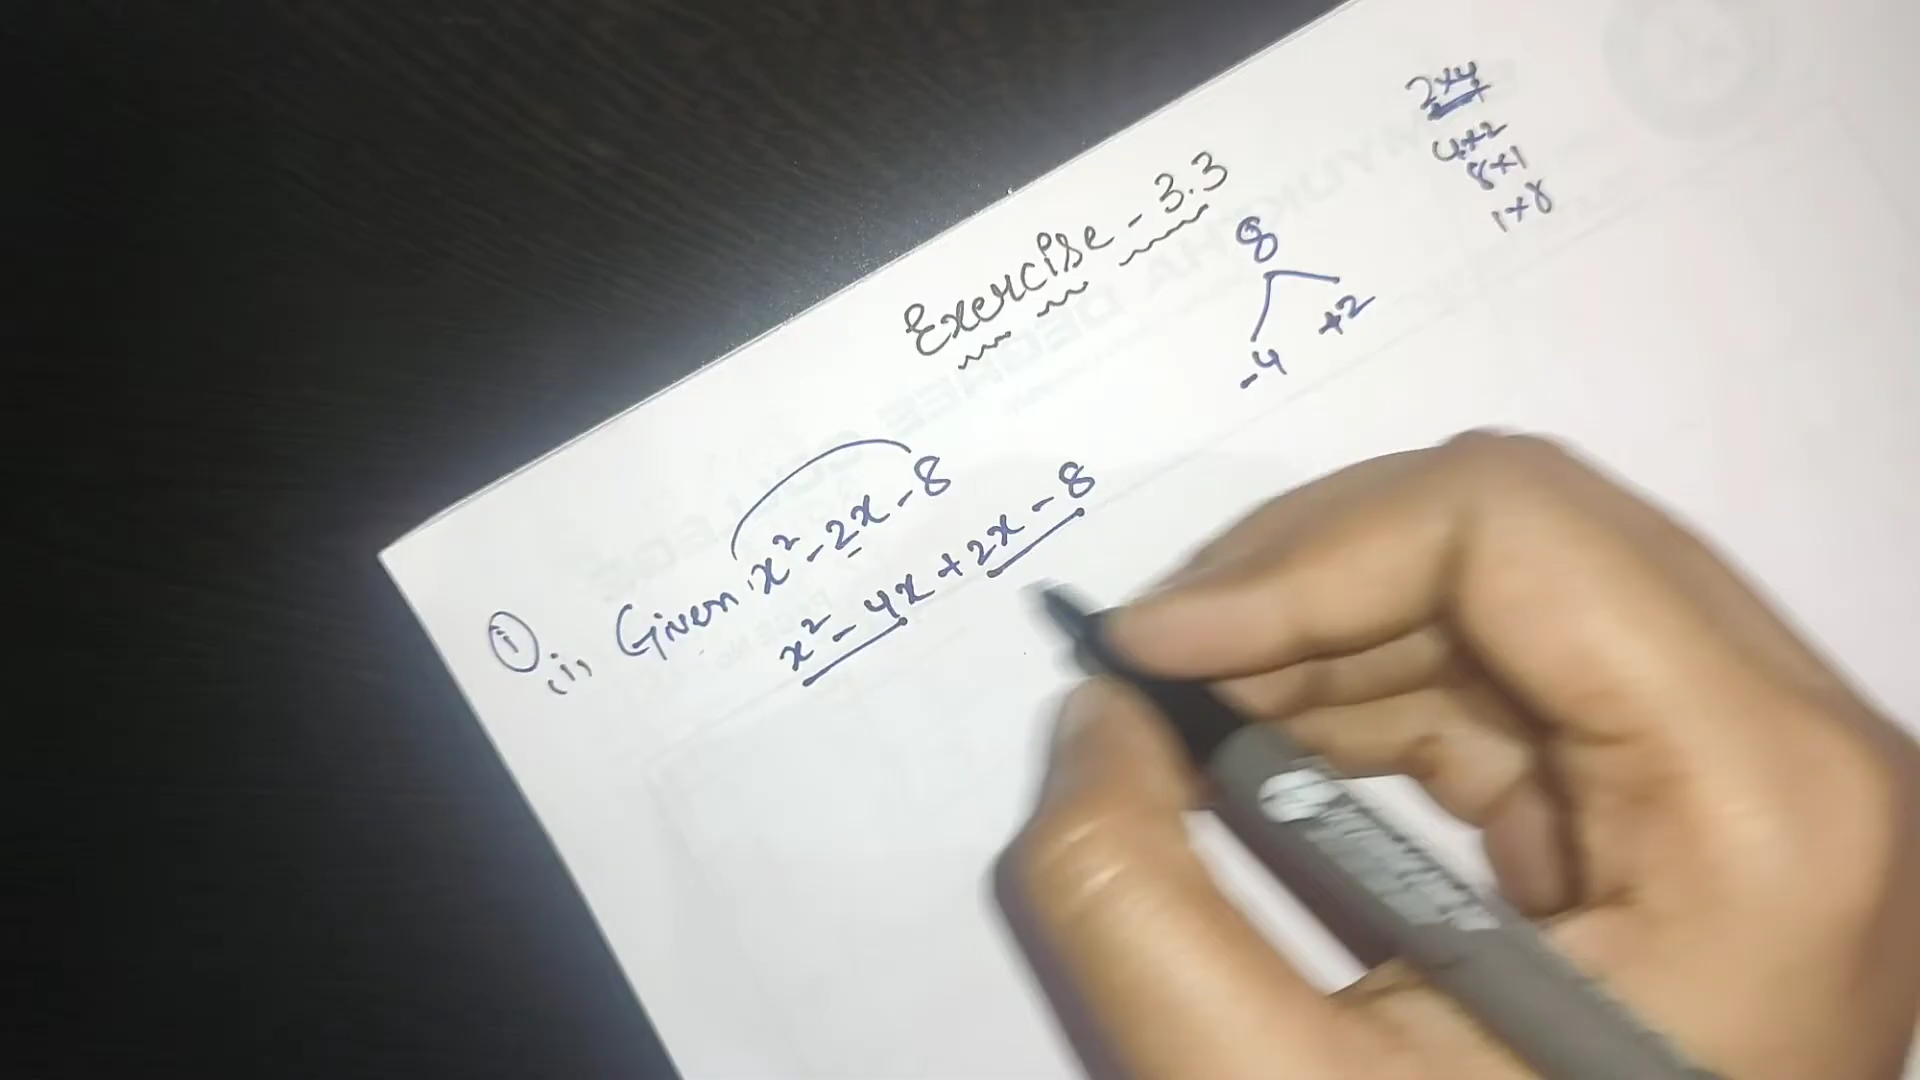 Exercise - 3.3
2×4
4×2
8×1
1×8
8
-4 +2
① (i) Given x² - 2x - 8
x² - 4x + 2x - 8